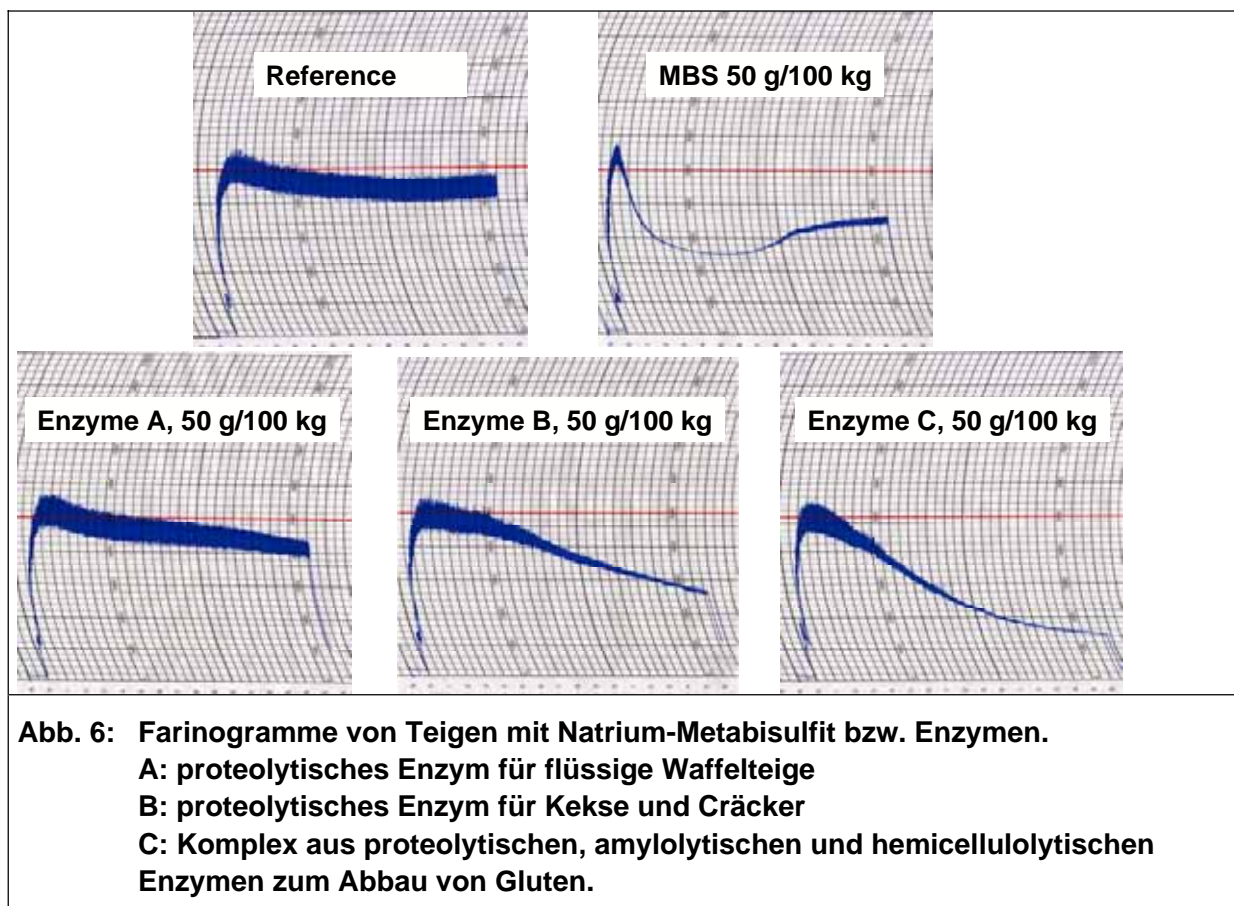 Reference
MBS 50 g/100 kg
Enzyme A, 50 g/100 kg
Enzyme B, 50 g/100 kg
Enzyme C, 50 g/100 kg
Abb. 6: Farinogramme von Teigen mit Natrium-Metabisulfit bzw. Enzymen.
A: proteolytisches Enzym für flüssige Waffelteige
B: proteolytisches Enzym für Kekse und Cräcker
C: Komplex aus proteolytischen, amylolytischen und hemicellulolytischen
Enzymen zum Abbau von Gluten.